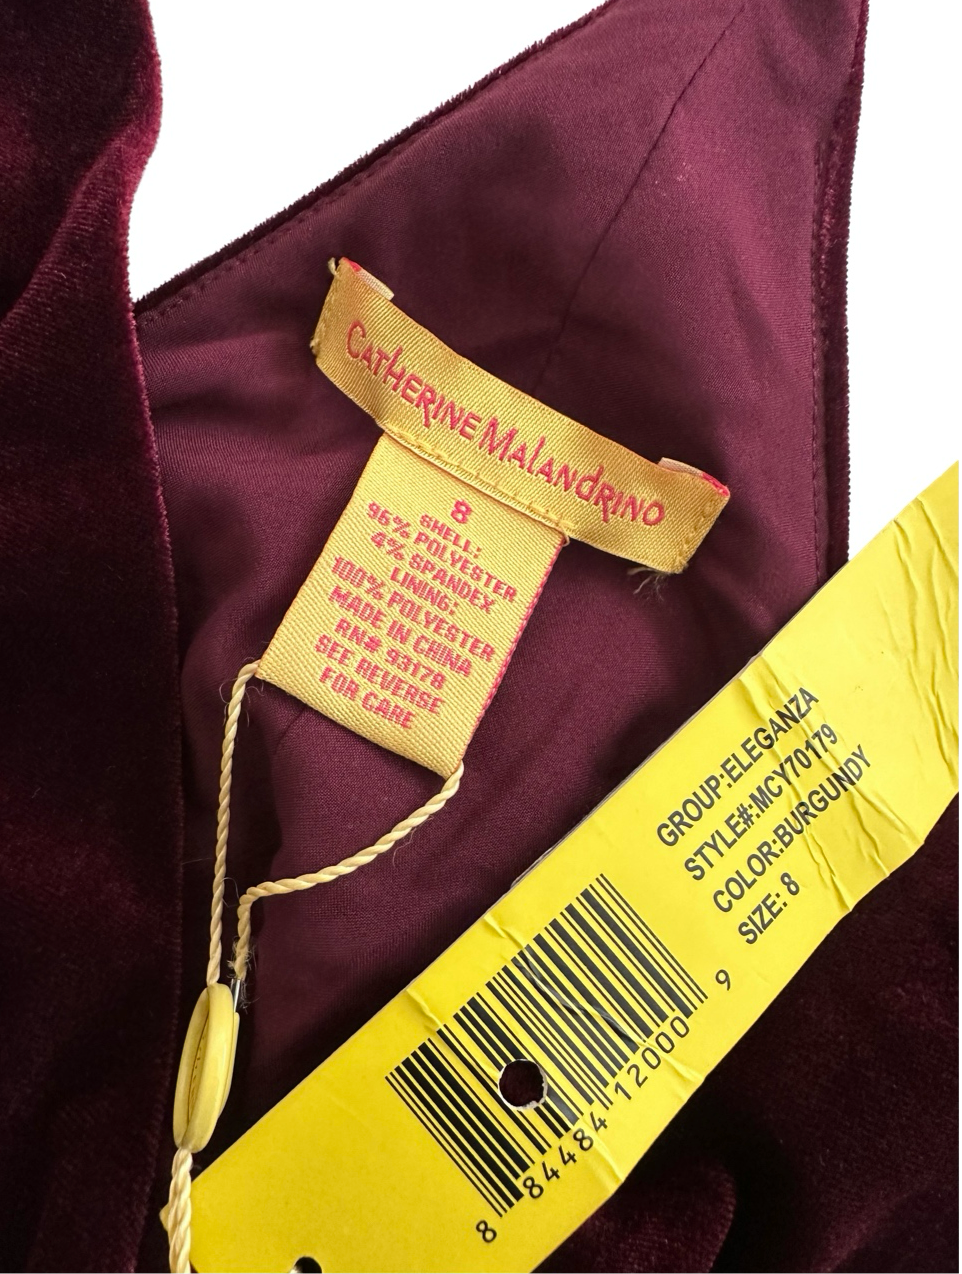 CATHERINE MALANDRINO
8
SHELL:
96% POLYESTER
4% SPANDEX
LINING:
100% POLYESTER
MADE IN CHINA
RN# 93178
SEE REVERSE
FOR CARE
GROUP:ELEGANZA
STYLE#:MCY70179
COLOR:BURGUNDY
SIZE: 8
8 84484 12000 9